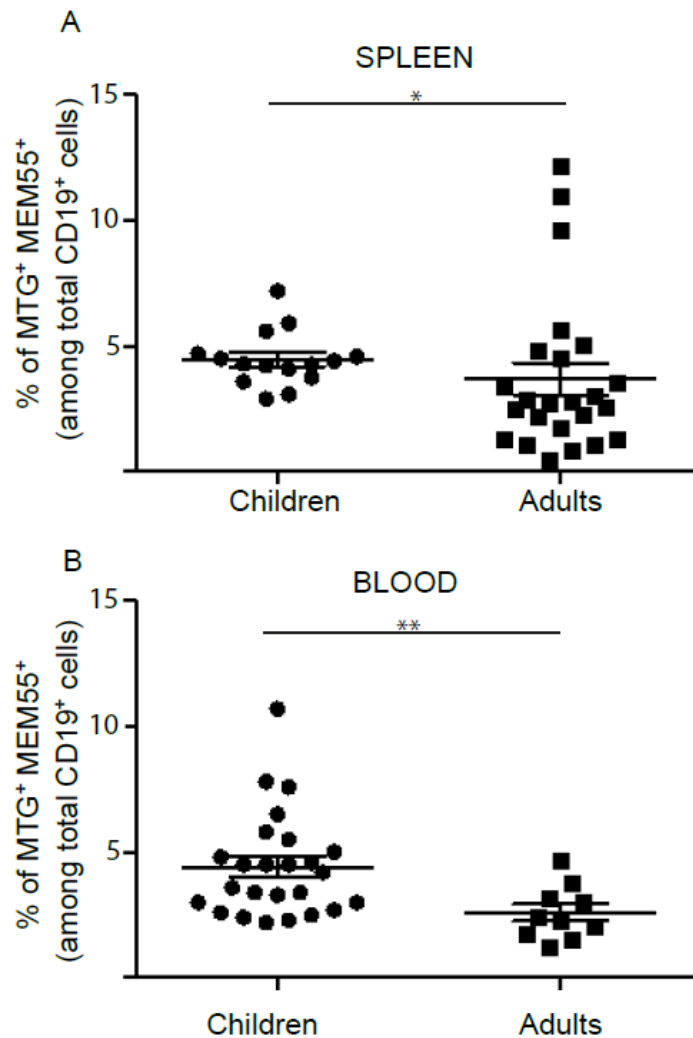 A
SPLEEN
*
15
10
5
% of MTG⁺ MEM55⁺
(among total CD19⁺ cells)
Children Adults
B
BLOOD
**
15
10
5
% of MTG⁺ MEM55⁺
(among total CD19⁺ cells)
Children Adults